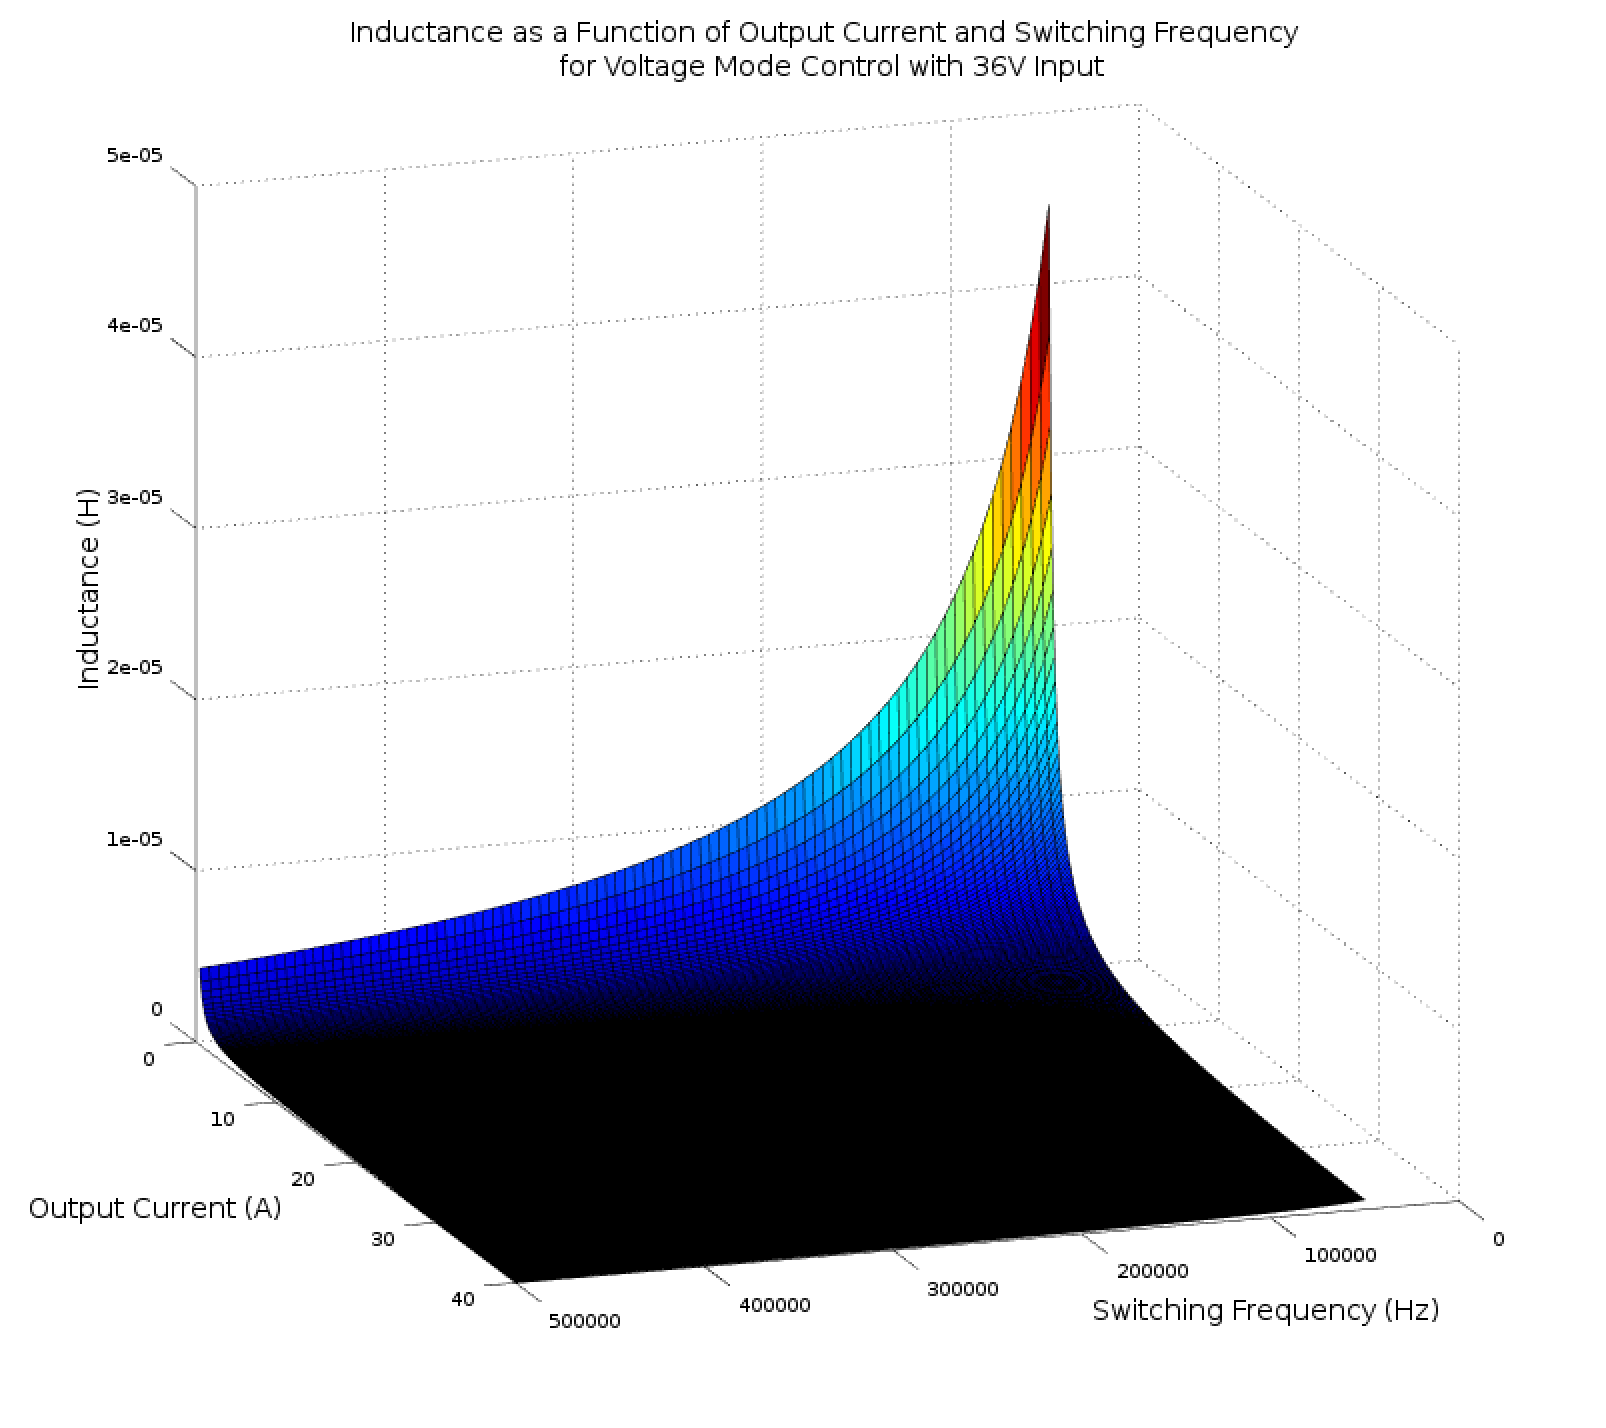 Inductance as a Function of Output Current and Switching Frequency
for Voltage Mode Control with 36V Input
5e-05
4e-05
3e-05
2e-05
1e-05
0
Inductance (H)
0
10
20
30
40
Output Current (A)
500000
400000
300000
200000
100000
0
Switching Frequency (Hz)